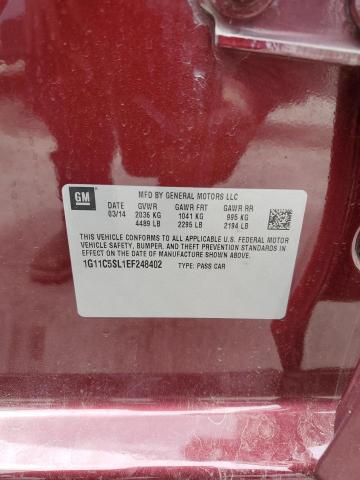 GM
MFD BY GENERAL MOTORS LLC
DATE GVWR GAWR FRT GAWR RR
03/14 2036 KG 1041 KG 995 KG
4489 LB 2295 LB 2194 LB
THIS VEHICLE CONFORMS TO ALL APPLICABLE U.S. FEDERAL MOTOR
VEHICLE SAFETY, BUMPER, AND THEFT PREVENTION STANDARDS
IN EFFECT ON THE DATE OF MANUFACTURE SHOWN ABOVE.
1G11C5SL1EF248402 TYPE: PASS CAR